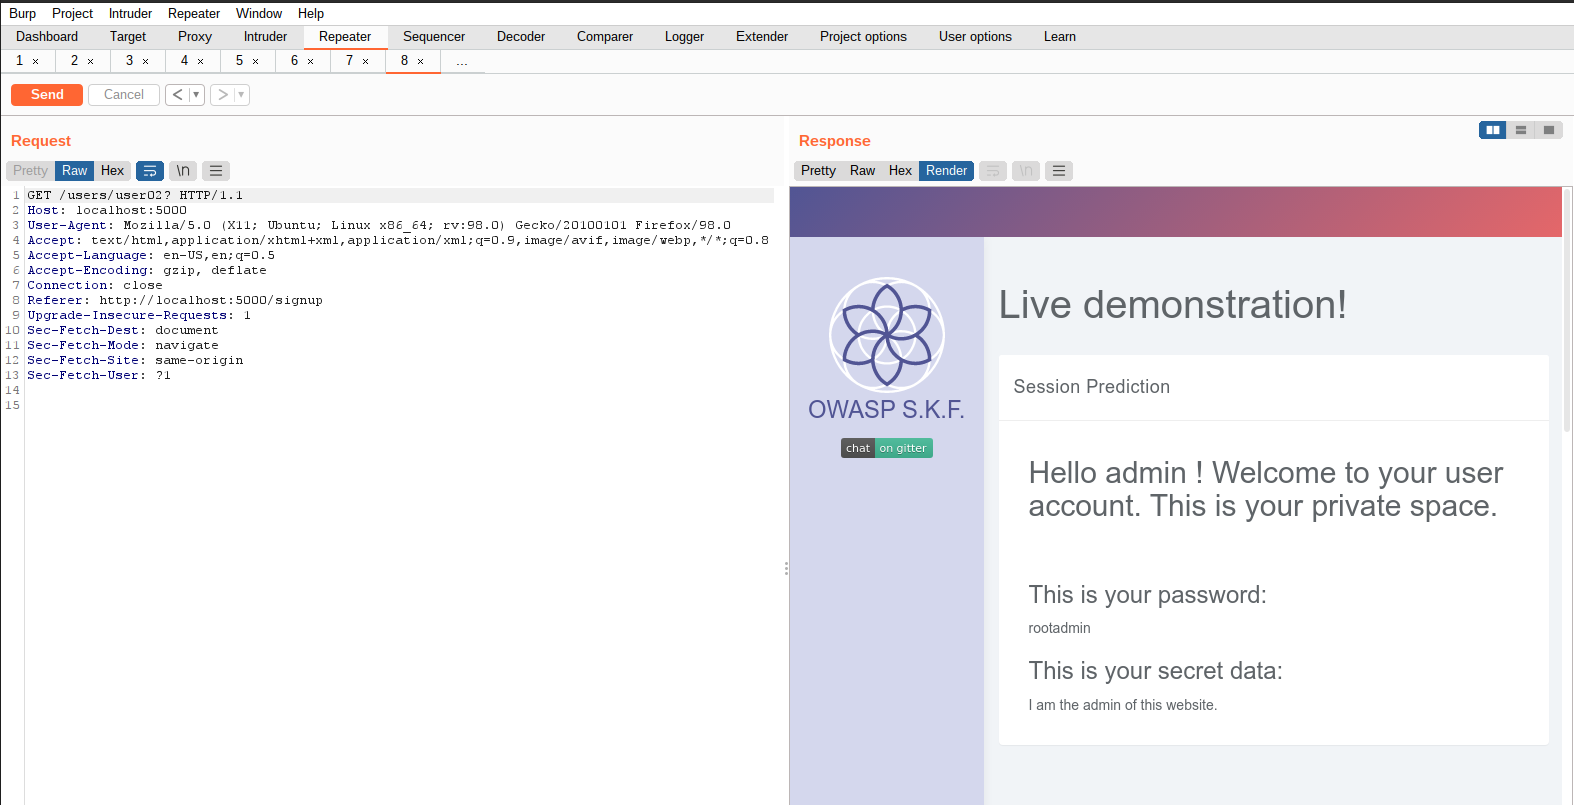 Burp Project Intruder Repeater Window Help
Dashboard Target Proxy Intruder Repeater Sequencer Decoder Comparer Logger Extender Project options User options Learn
1 × 2 × 3 × 4 × 5 × 6 × 7 × 8 × ...
Send Cancel < ▾ > ▾
Request
Pretty Raw Hex \n
1 GET /users/user02? HTTP/1.1
2 Host: localhost:5000
3 User-Agent: Mozilla/5.0 (X11; Ubuntu; Linux x86_64; rv:98.0) Gecko/20100101 Firefox/98.0
4 Accept: text/html,application/xhtml+xml,application/xml;q=0.9,image/avif,image/webp,*/*;q=0.8
5 Accept-Language: en-US,en;q=0.5
6 Accept-Encoding: gzip, deflate
7 Connection: close
8 Referer: http://localhost:5000/signup
9 Upgrade-Insecure-Requests: 1
10 Sec-Fetch-Dest: document
11 Sec-Fetch-Mode: navigate
12 Sec-Fetch-Site: same-origin
13 Sec-Fetch-User: ?1
14
15
Response
Pretty Raw Hex Render \n
OWASP S.K.F.
chat on gitter
Live demonstration!
Session Prediction
Hello admin ! Welcome to your user
account. This is your private space.
This is your password:
rootadmin
This is your secret data:
I am the admin of this website.